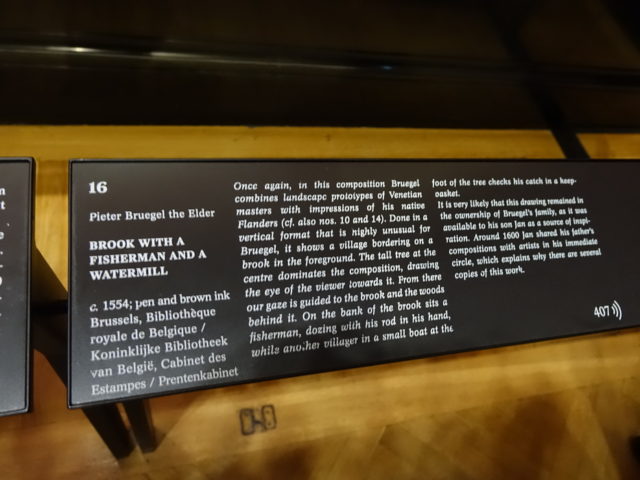 16
Pieter Bruegel the Elder
BROOK WITH A
FISHERMAN AND A
WATERMILL
c. 1554; pen and brown ink
Brussels, Bibliothèque
royale de Belgique /
Koninklijke Bibliotheek
van België, Cabinet des
Estampes / Prentenkabinet
Once again, in this composition Bruegel
combines landscape prototypes of Venetian
masters with impressions of his native
Flanders (cf. also nos. 10 and 14). Done in a
vertical format that is highly unusual for
Bruegel, it shows a village bordering on a
brook in the foreground. The tall tree at the
centre dominates the composition, drawing
the eye of the viewer towards it. From there
our gaze is guided to the brook and the woods
behind it. On the bank of the brook sits a
fisherman, dozing with his rod in his hand,
while another villager in a small boat at the
foot of the tree checks his catch in a keep-
basket.
It is very likely that this drawing remained in
the ownership of Bruegel's family, as it was
available to his son Jan as a source of inspi-
ration. Around 1600 Jan shared his father's
compositions with artists in his immediate
circle, which explains why there are several
copies of this work.
407